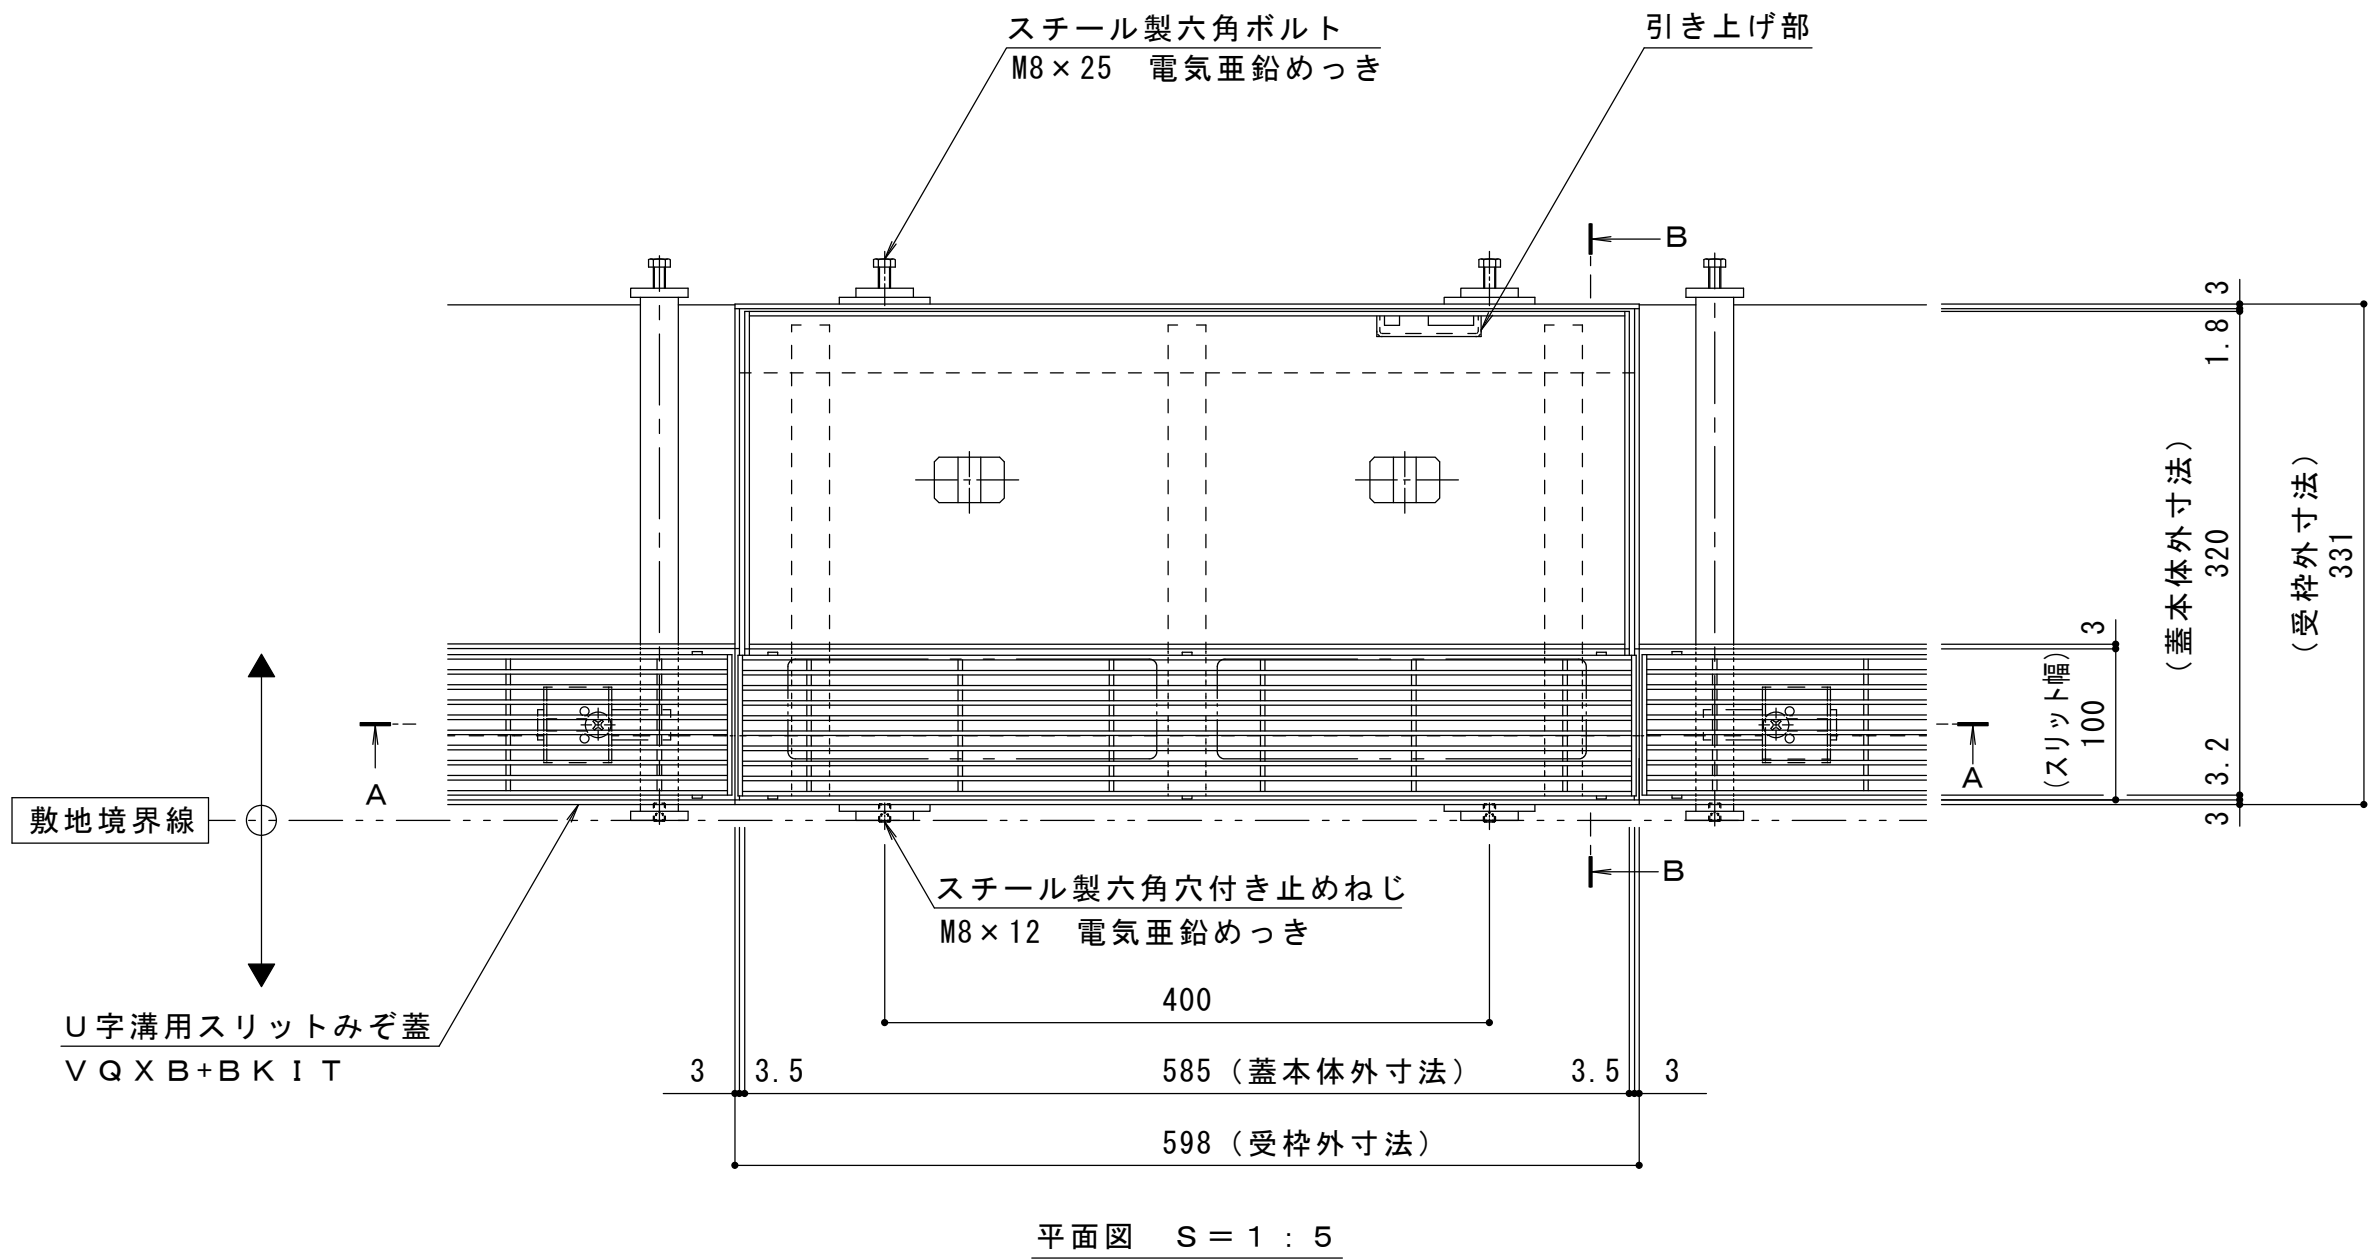 スチール製六角ボルト
M8×25 電気亜鉛めっき
引き上げ部
B
3
1.8
(蓋本体外寸法)
320
(受枠外寸法)
331
3
(スリット幅)
100
3.2
3
A
A
敷地境界線
B
スチール製六角穴付き止めねじ
M8×12 電気亜鉛めっき
400
U字溝用スリットみぞ蓋
VQXB+BKIT
3
3.5
585(蓋本体外寸法)
3.5
3
598(受枠外寸法)
平面図 S=1:5